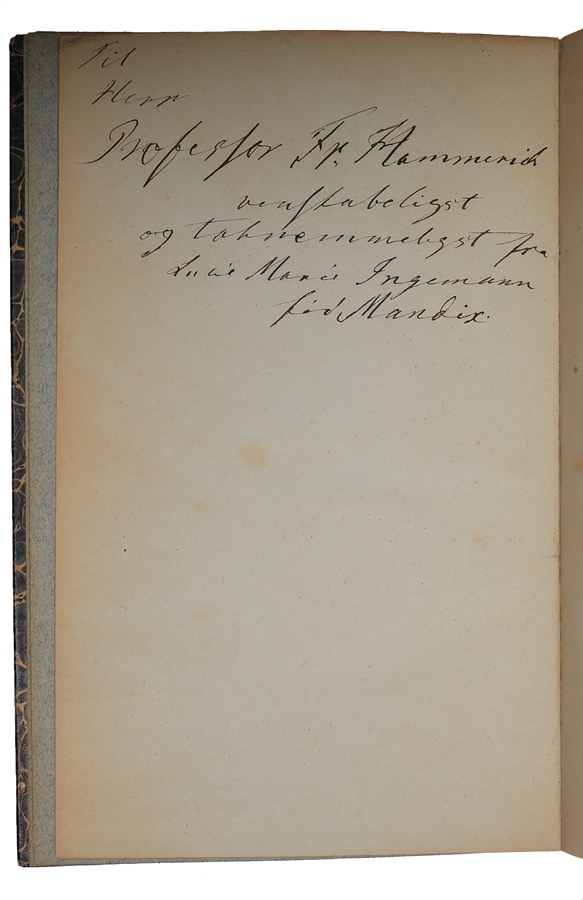 Til
Herr
Professor Fr. Hammerich
venskabeligst
og taknemmeligst fra
Lucie Marie Ingemann
fød Mandix.